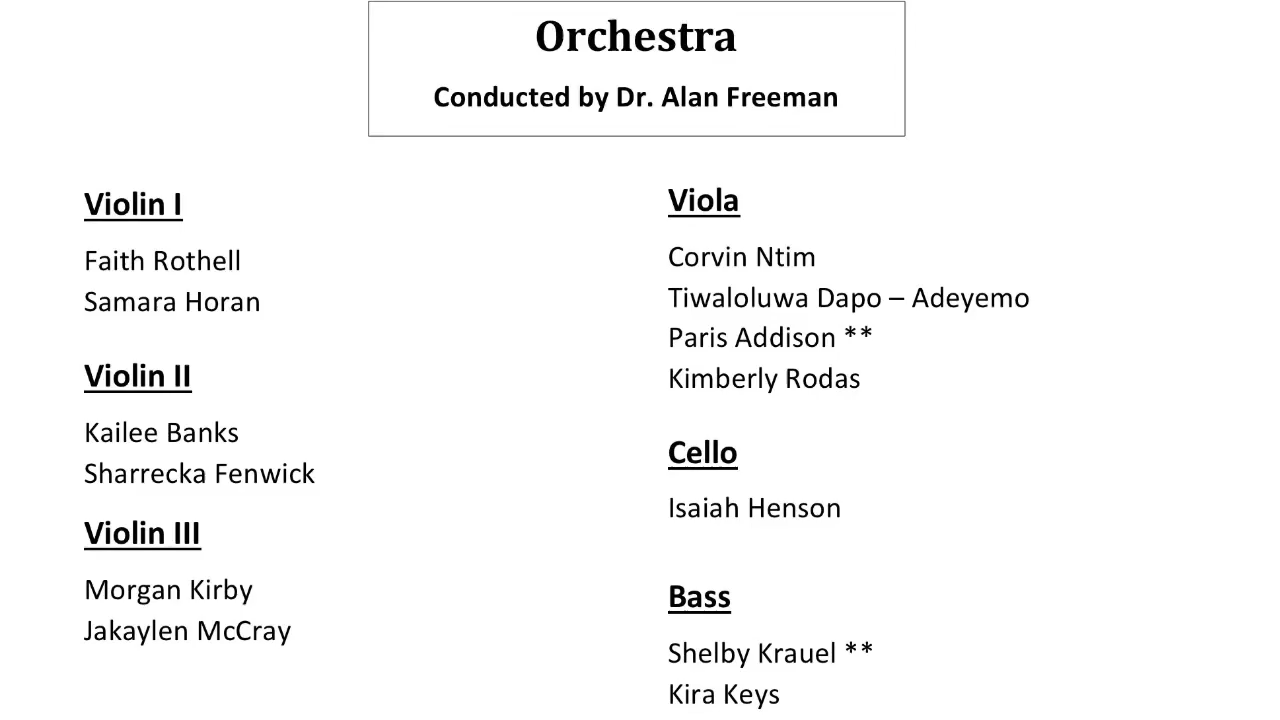 Orchestra
Conducted by Dr. Alan Freeman
Violin I
Faith Rothell
Samara Horan
Violin II
Kailee Banks
Sharrecka Fenwick
Violin III
Morgan Kirby
Jakaylen McCray
Viola
Corvin Ntim
Tiwaloluwa Dapo – Adeyemo
Paris Addison **
Kimberly Rodas
Cello
Isaiah Henson
Bass
Shelby Krauel **
Kira Keys